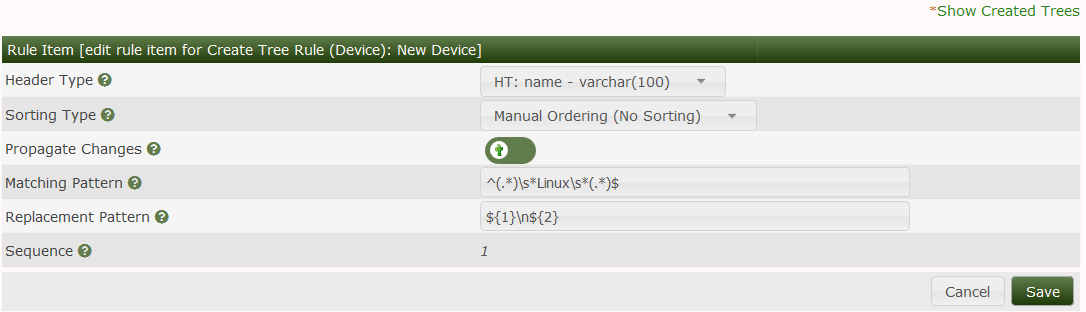 *Show Created Trees
Rule Item [edit rule item for Create Tree Rule (Device): New Device]
Header Type ? HT: name - varchar(100)
Sorting Type ? Manual Ordering (No Sorting)
Propagate Changes ?
Matching Pattern ? ^(.*)\s*Linux\s*(.*)$
Replacement Pattern ? ${1}\n${2}
Sequence ? 1
Cancel Save